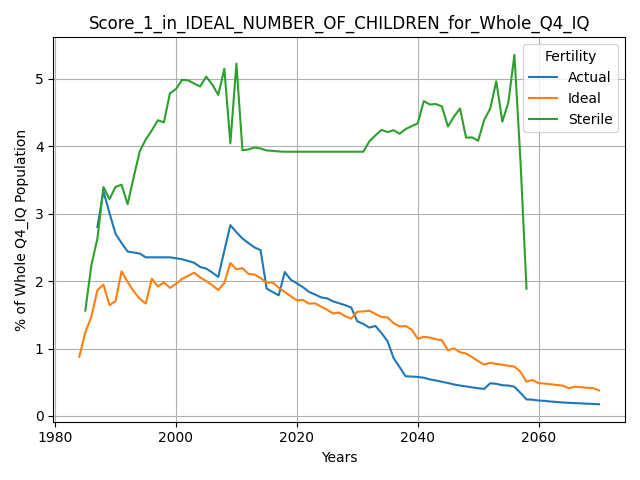 Score_1_in_IDEAL_NUMBER_OF_CHILDREN_for_Whole_Q4_IQ
% of Whole Q4_IQ Population
5
4
3
2
1
0
Fertility
Actual
Ideal
Sterile
1980 2000 2020 2040 2060
Years